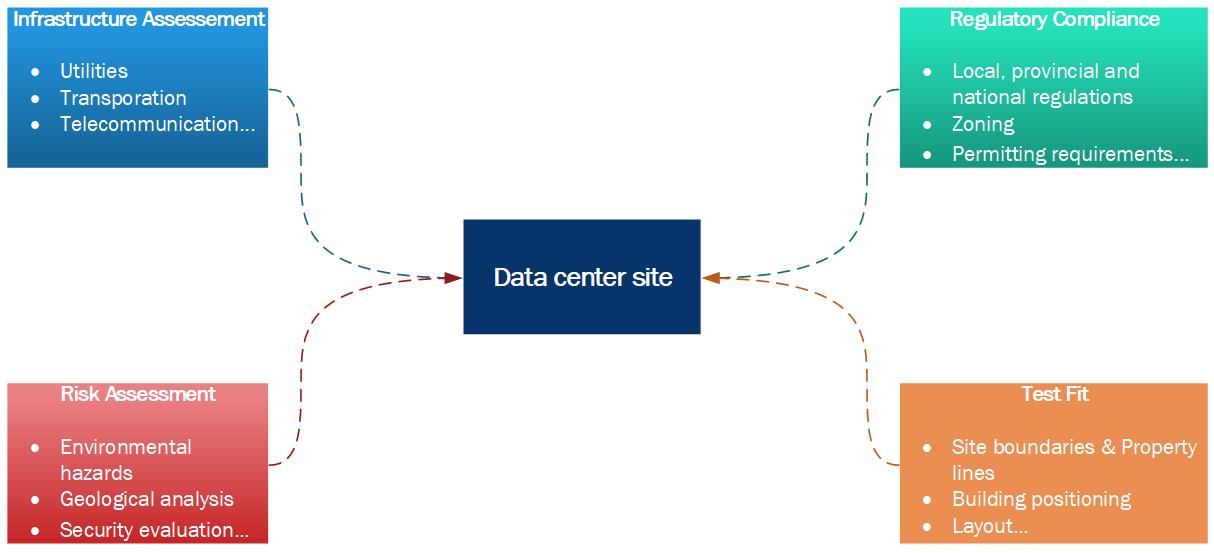 Infrastructure Assessement
• Utilities
• Transporation
• Telecommunication...
Regulatory Compliance
• Local, provincial and
national regulations
• Zoning
• Permitting requirements...
Data center site
Risk Assessment
• Environmental
hazards
• Geological analysis
• Security evaluation...
Test Fit
• Site boundaries & Property
lines
• Building positioning
• Layout...